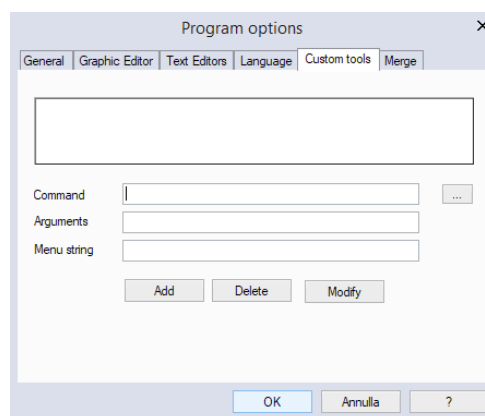 Program options
General Graphic Editor Text Editors Language Custom tools Merge
Command ...
Arguments
Menu string
Add Delete Modify
OK Annulla ?